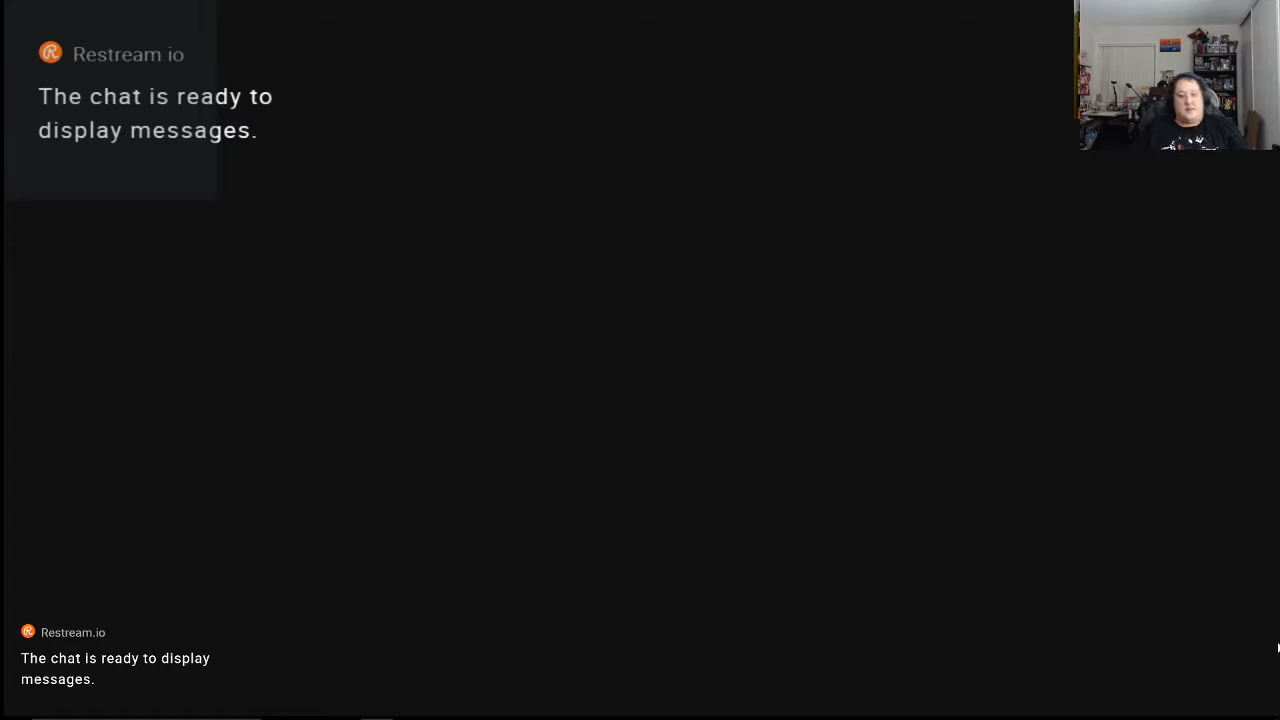 Restream io
The chat is ready to
display messages.
Restream.io
The chat is ready to display
messages.